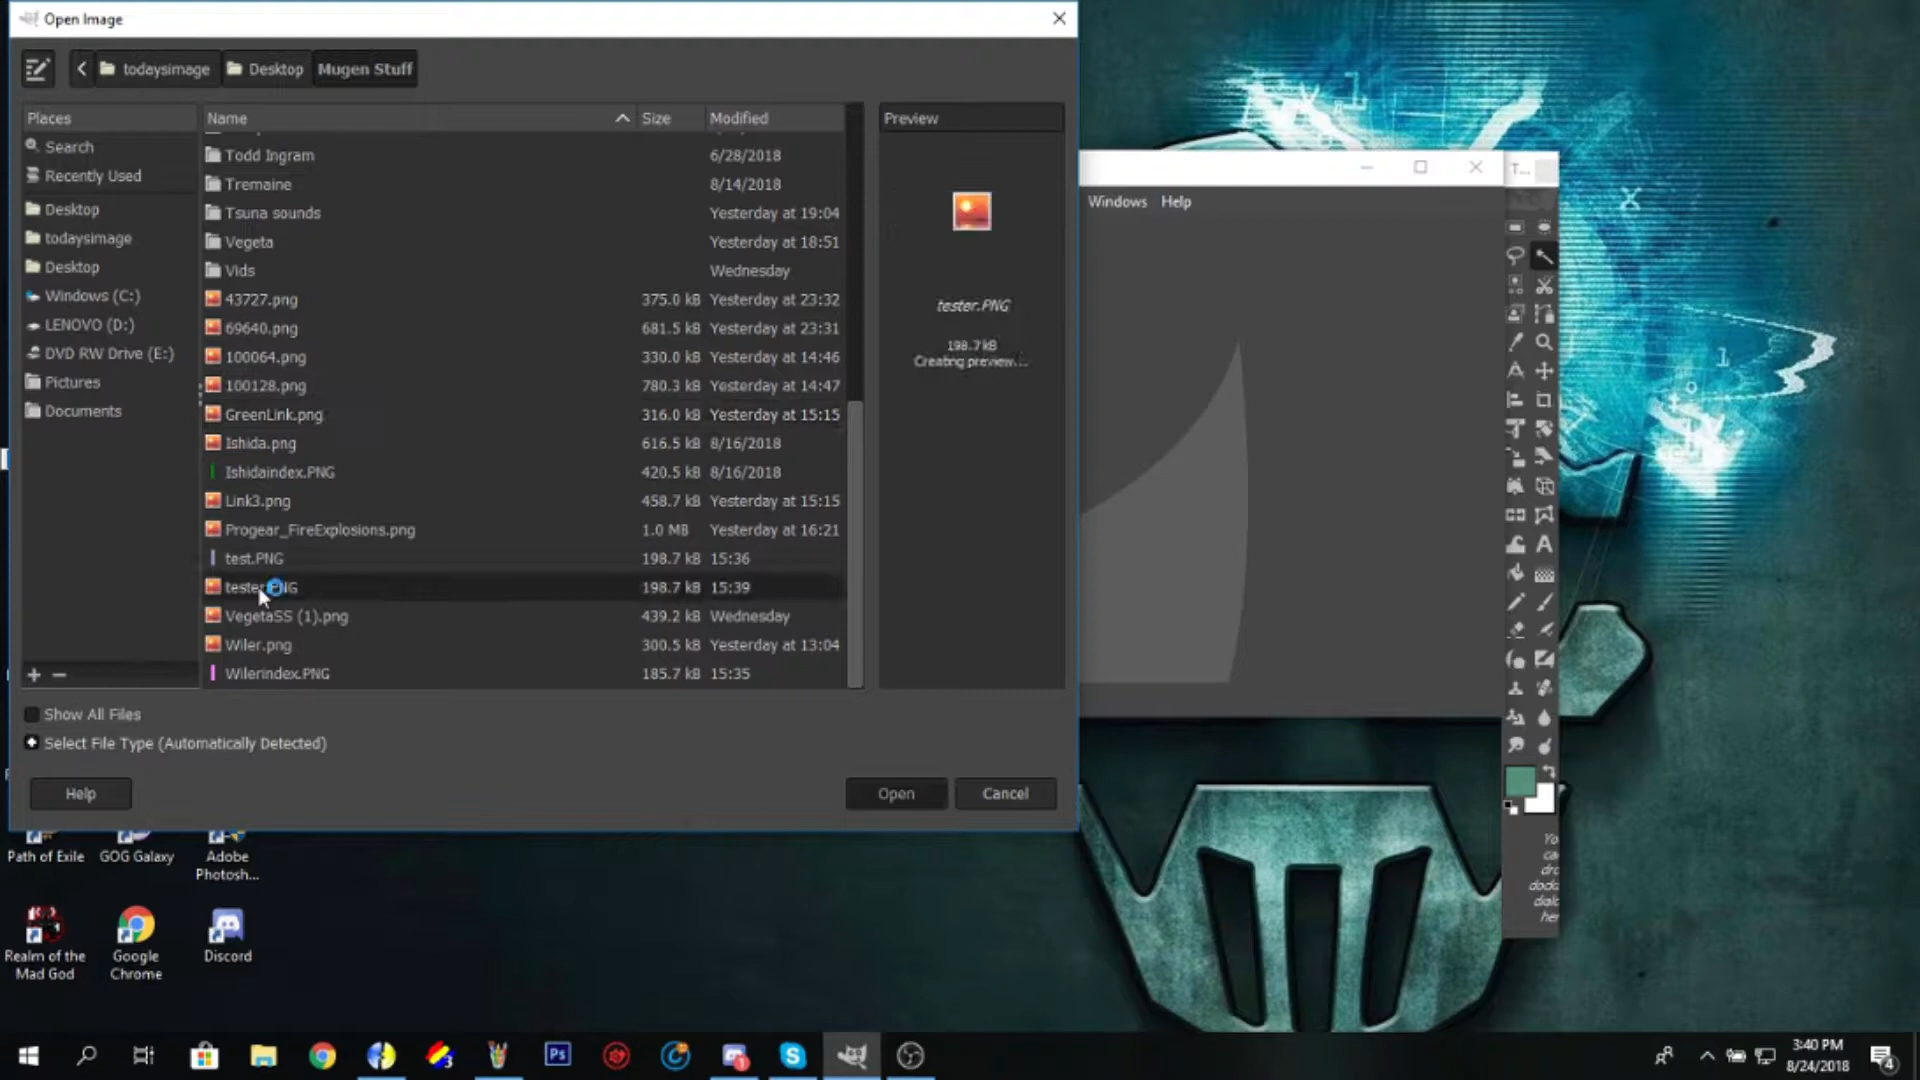 Open Image
todaysimage
Desktop
Mugen Stuff
Places
Name
Size
Modified
Preview
Search
Recently Used
Desktop
todaysimage
Desktop
Windows (C:)
LENOVO (D:)
DVD RW Drive (E:)
Pictures
Documents
Todd Ingram 6/28/2018
Tremaine 8/14/2018
Tsuna sounds Yesterday at 19:04
Vegeta Yesterday at 18:51
Vids Wednesday
43727.png 375.0 kB Yesterday at 23:32
69640.png 681.5 kB Yesterday at 23:31
100064.png 330.0 kB Yesterday at 14:46
100128.png 780.3 kB Yesterday at 14:47
GreenLink.png 316.0 kB Yesterday at 15:15
Ishida.png 616.5 kB 8/16/2018
Ishidaindex.PNG 420.5 kB 8/16/2018
Link3.png 458.7 kB Yesterday at 15:15
Progear_FireExplosions.png 1.0 MB Yesterday at 16:21
test.PNG 198.7 kB 15:36
tester.PNG 198.7 kB 15:39
VegetaSS (1).png 439.2 kB Wednesday
Wiler.png 300.5 kB Yesterday at 13:04
Wilerindex.PNG 185.7 kB 15:35
tester.PNG
198.7 kB
Creating preview...
Show All Files
Select File Type (Automatically Detected)
Help
Open
Cancel
Windows Help
T...
Yo
ca
dro
dock
dial
her
Path of Exile
GOG Galaxy
Adobe
Photosh...
Realm of the
Mad God
Google
Chrome
Discord
Ps
3:40 PM
8/24/2018
4